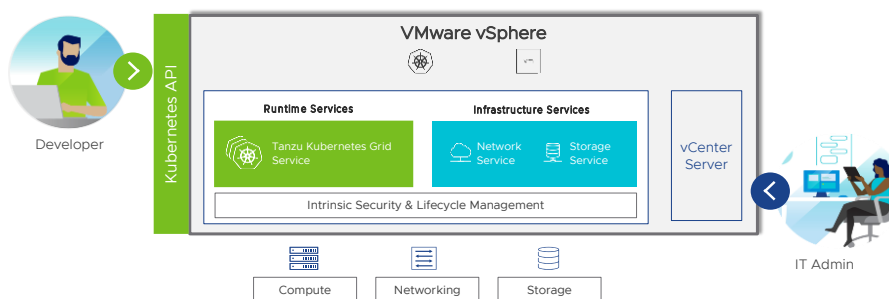 VMware vSphere
Kubernetes API
Developer
Runtime Services
Infrastructure Services
Tanzu Kubernetes Grid
Service
Network
Service
Storage
Service
Intrinsic Security & Lifecycle Management
vCenter
Server
IT Admin
Compute
Networking
Storage